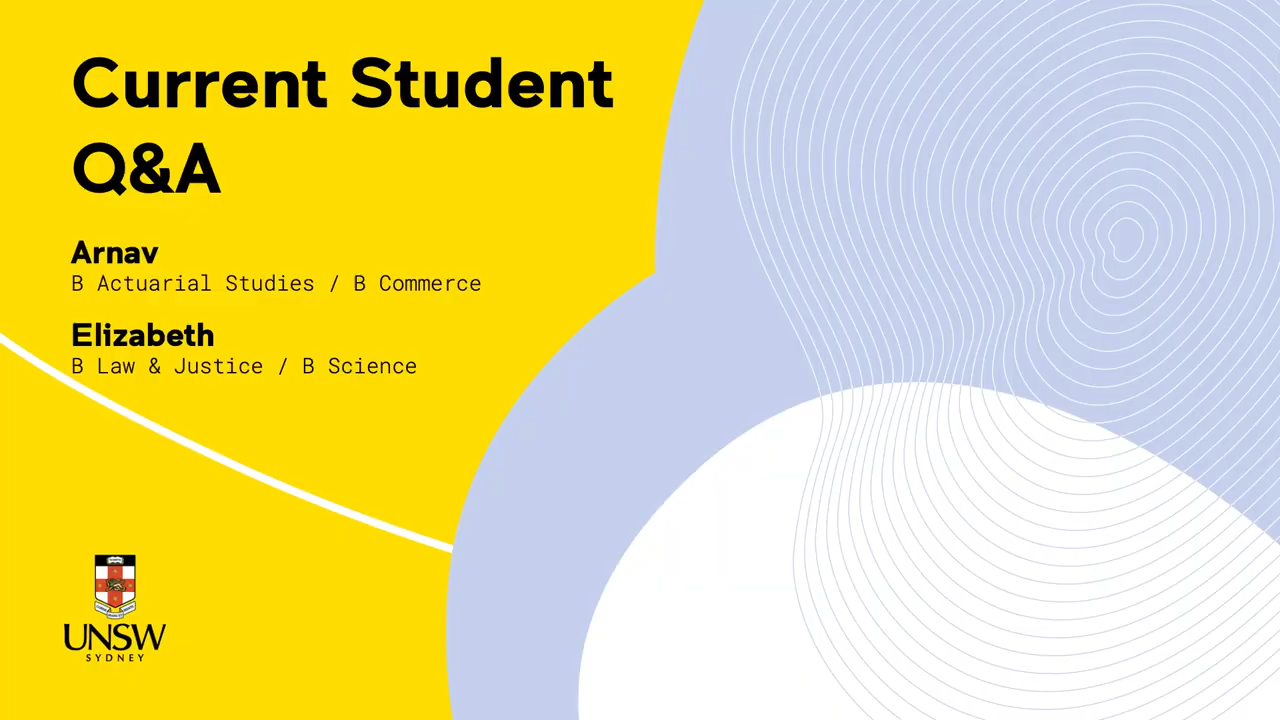 Current Student
Q&A
Arnav
B Actuarial Studies / B Commerce
Elizabeth
B Law & Justice / B Science
UNSW
SYDNEY